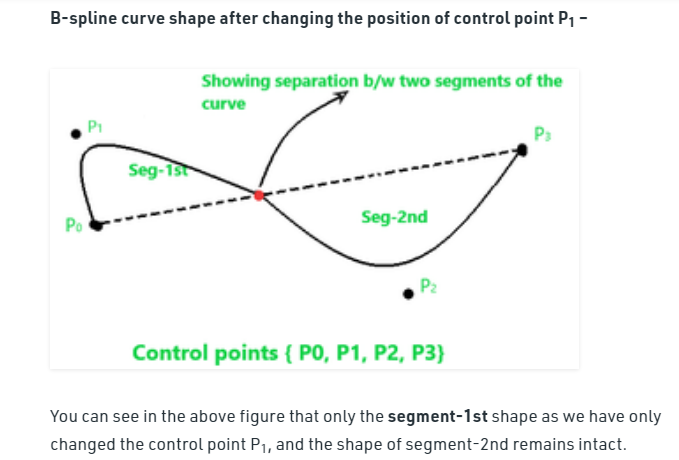 B-spline curve shape after changing the position of control point P₁ –
Showing separation b/w two segments of the
curve
P₁
P₃
Seg-1st
Seg-2nd
P₀
P₂
Control points { P0, P1, P2, P3}
You can see in the above figure that only the segment-1st shape as we have only
changed the control point P₁, and the shape of segment-2nd remains intact.